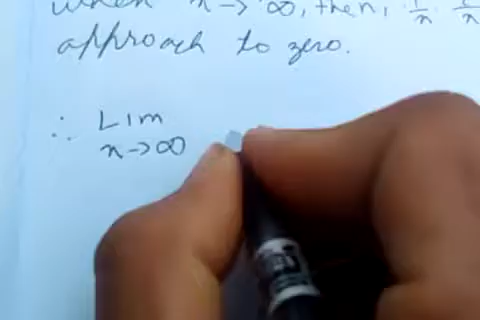 when n→∞, then, 1/n
approach to zero.
∴ Lim
n→∞